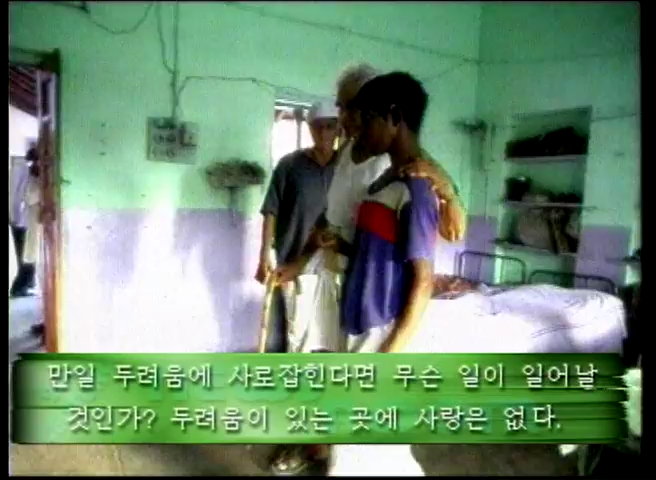 만일 두려움에 사로잡힌다면 무슨 일이 일어날
것인가? 두려움이 있는 곳에 사랑은 없다.